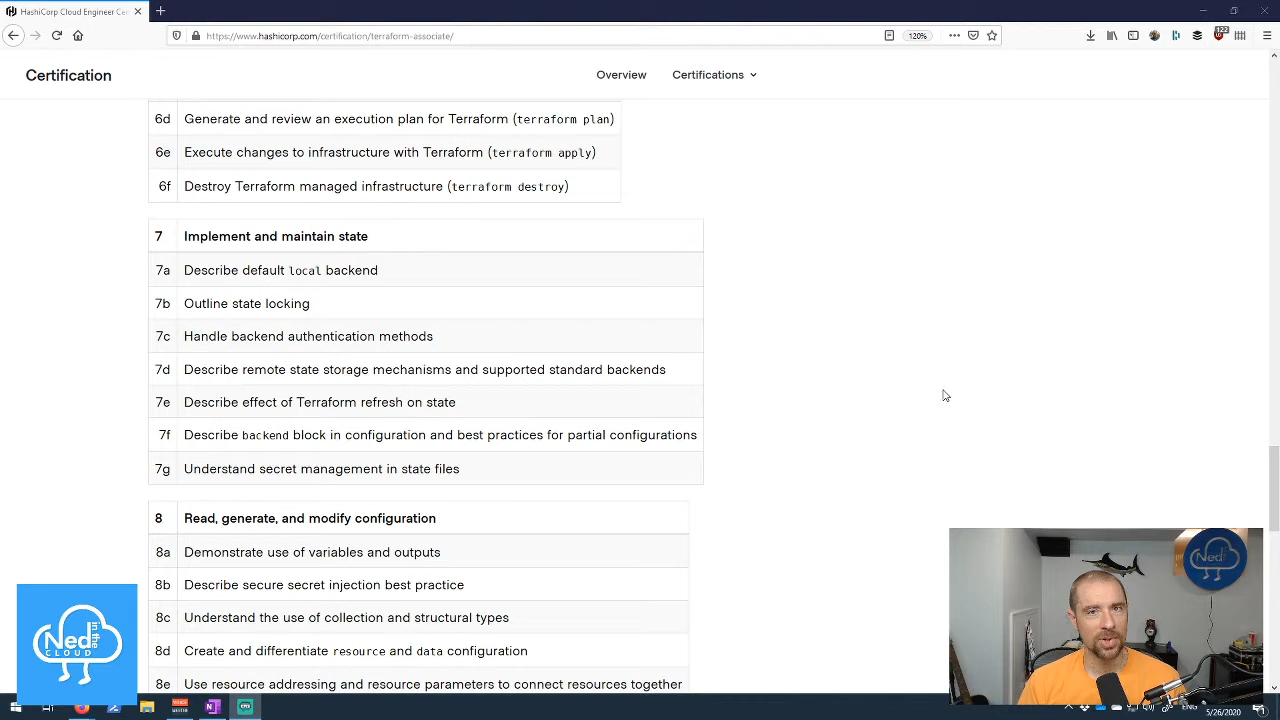 HashiCorp Cloud Engineer Cer
https://www.hashicorp.com/certification/terraform-associate/
120%
122
Certification
Overview
Certifications
6d Generate and review an execution plan for Terraform (terraform plan)
6e Execute changes to infrastructure with Terraform (terraform apply)
6f Destroy Terraform managed infrastructure (terraform destroy)
7 Implement and maintain state
7a Describe default local backend
7b Outline state locking
7c Handle backend authentication methods
7d Describe remote state storage mechanisms and supported standard backends
7e Describe effect of Terraform refresh on state
7f Describe backend block in configuration and best practices for partial configurations
7g Understand secret management in state files
8 Read, generate, and modify configuration
8a Demonstrate use of variables and outputs
8b Describe secure secret injection best practice
8c Understand the use of collection and structural types
8d Create and differentiate resource and data configuration
8e Use resource addressing and resource parameters to connect resources together
Ned in the CLOUD
Ned
ENG
5/26/2020